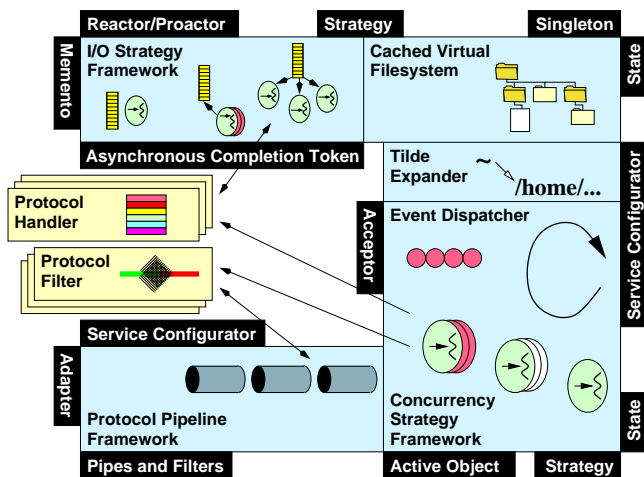 Reactor/Proactor
Strategy
Singleton
Memento
I/O Strategy
Framework
Cached Virtual
Filesystem
State
Asynchronous Completion Token
Tilde
Expander
~
/home/...
Service Configurator
Protocol
Handler
Acceptor
Event Dispatcher
Protocol
Filter
Service Configurator
Adapter
Protocol Pipeline
Framework
Concurrency
Strategy
Framework
State
Pipes and Filters
Active Object
Strategy